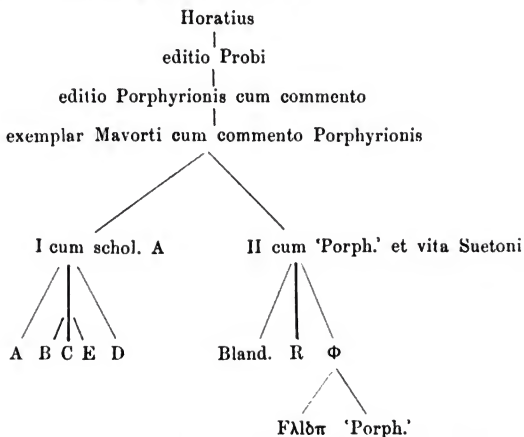 Horatius
editio Probi
editio Porphyrionis cum commento
exemplar Mavorti cum commento Porphyrionis
I cum schol. A II cum ‘Porph.’ et vita Suetoni
A B C E D Bland. R Φ
Fλlδπ ‘Porph.’